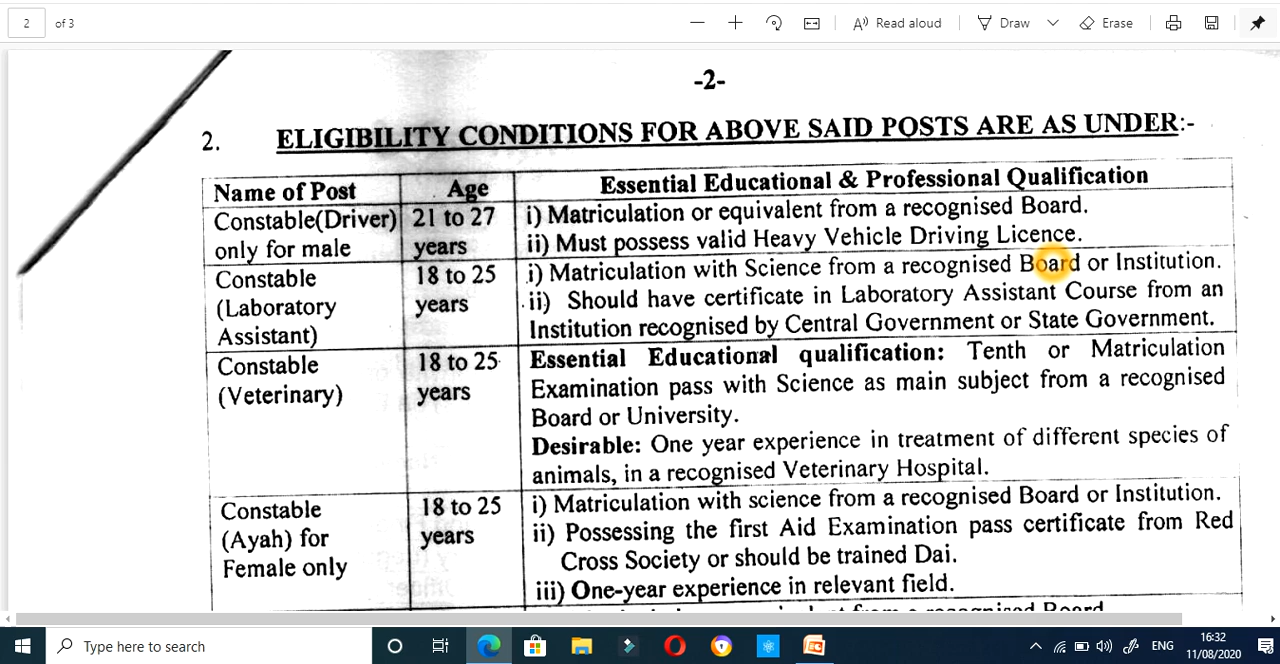 2 of 3
Read aloud
Draw
Erase
-2-
2. ELIGIBILITY CONDITIONS FOR ABOVE SAID POSTS ARE AS UNDER:-
Name of Post Age Essential Educational & Professional Qualification
Constable(Driver) 21 to 27 i) Matriculation or equivalent from a recognised Board.
only for male years ii) Must possess valid Heavy Vehicle Driving Licence.
Constable 18 to 25 i) Matriculation with Science from a recognised Board or Institution.
(Laboratory years ii) Should have certificate in Laboratory Assistant Course from an
Assistant) Institution recognised by Central Government or State Government.
Constable 18 to 25 Essential Educational qualification: Tenth or Matriculation
(Veterinary) years Examination pass with Science as main subject from a recognised
Board or University.
Desirable: One year experience in treatment of different species of
animals, in a recognised Veterinary Hospital.
Constable 18 to 25 i) Matriculation with science from a recognised Board or Institution.
(Ayah) for years ii) Possessing the first Aid Examination pass certificate from Red
Female only Cross Society or should be trained Dai.
iii) One-year experience in relevant field.
Type here to search
ENG
16:32
11/08/2020